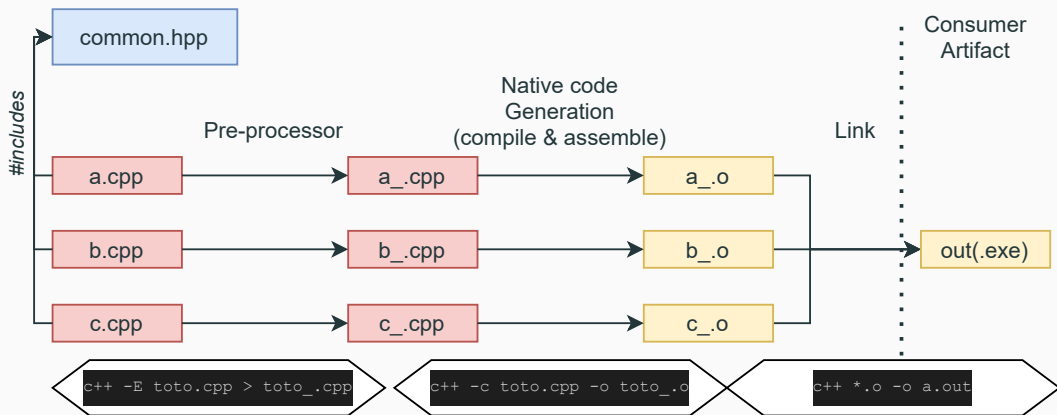 common.hpp
Consumer
Artifact
#includes
Pre-processor
Native code
Generation
(compile & assemble)
Link
a.cpp
a_.cpp
a_.o
b.cpp
b_.cpp
b_.o
out(.exe)
c.cpp
c_.cpp
c_.o
c++ -E toto.cpp > toto_.cpp
c++ -c toto.cpp -o toto_.o
c++ *.o -o a.out